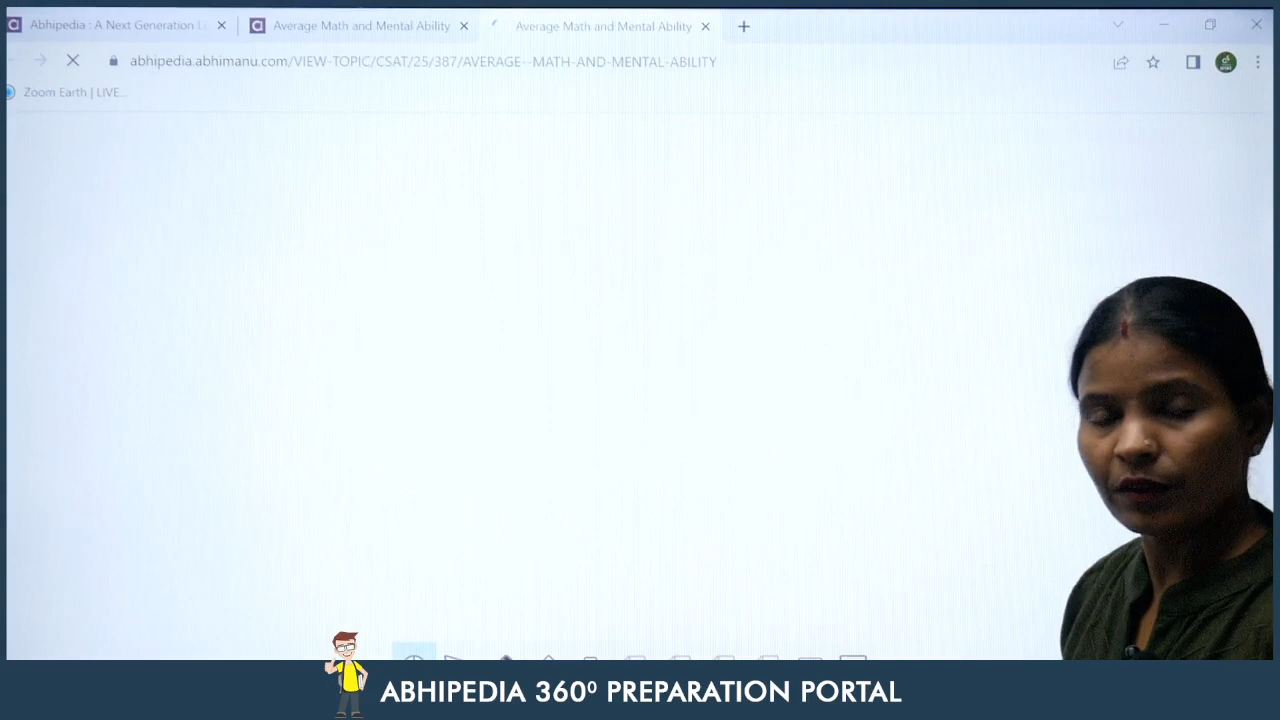 Abhipedia : A Next Generation L
Average Math and Mental Ability
Average Math and Mental Ability
abhipedia.abhimanu.com/VIEW-TOPIC/CSAT/25/387/AVERAGE--MATH-AND-MENTAL-ABILITY
Zoom Earth | LIVE...
ABHIPEDIA 360⁰ PREPARATION PORTAL